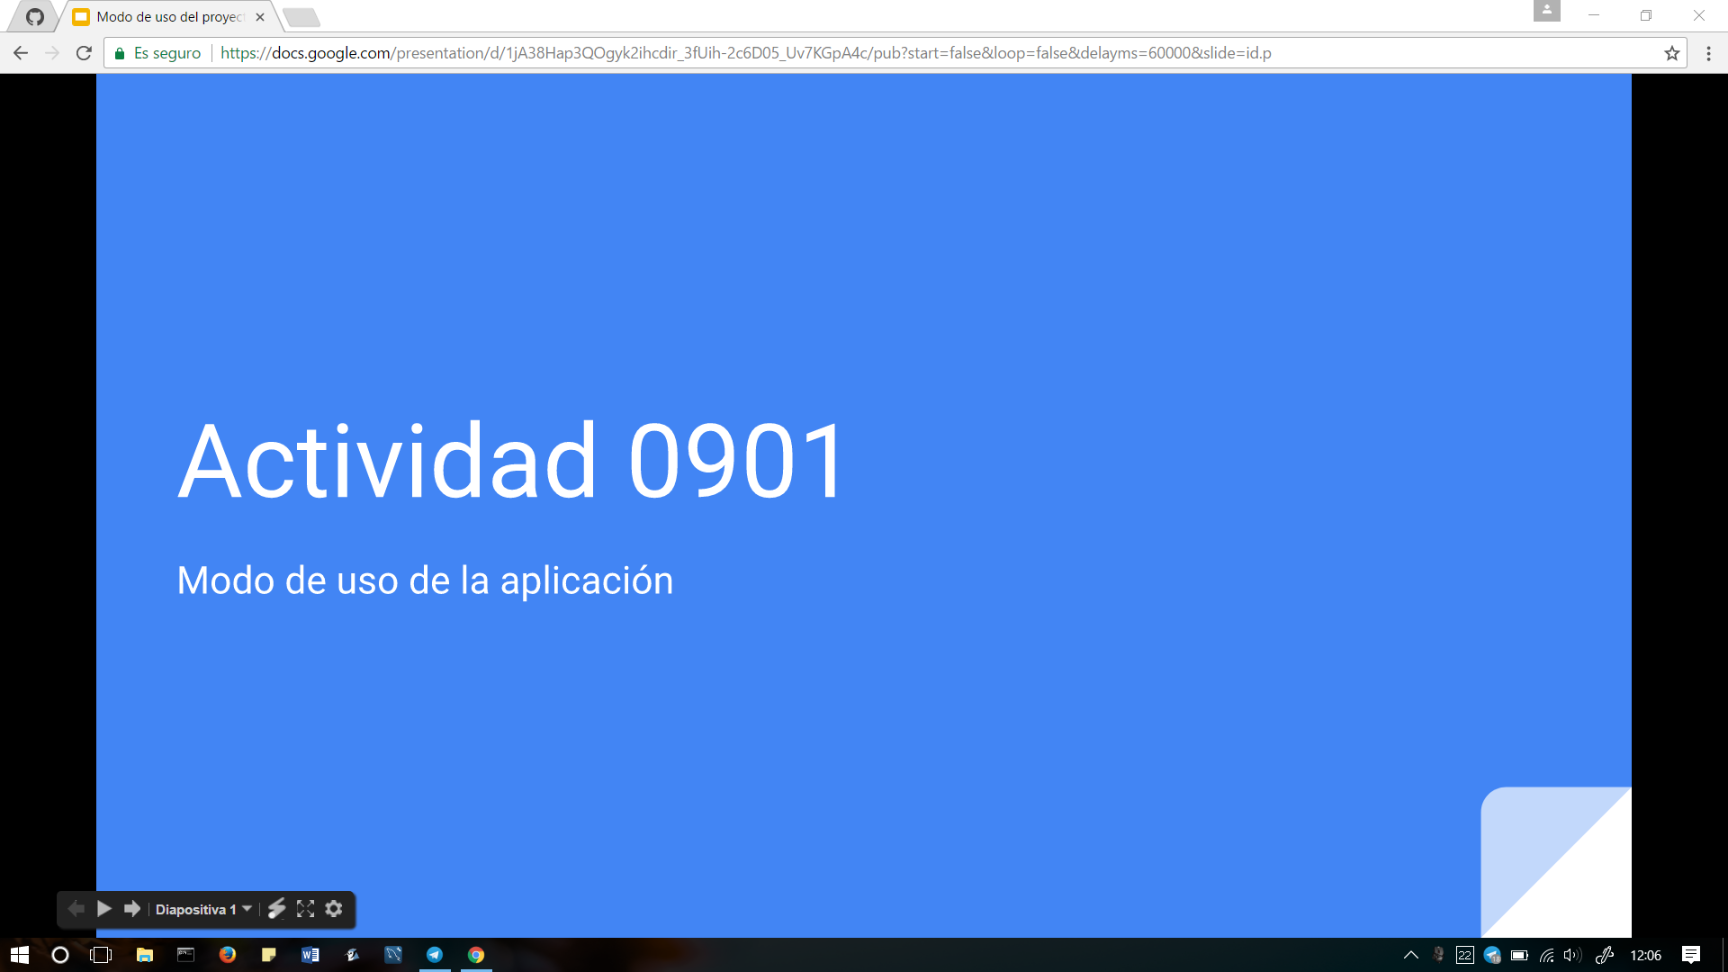 Modo de uso del proyec
Es seguro
https://docs.google.com/presentation/d/1jA38Hap3QOgyk2ihcdir_3fUih-2c6D05_Uv7KGpA4c/pub?start=false&loop=false&delayms=60000&slide=id.p
Actividad 0901
Modo de uso de la aplicación
Diapositiva 1
22
12:06